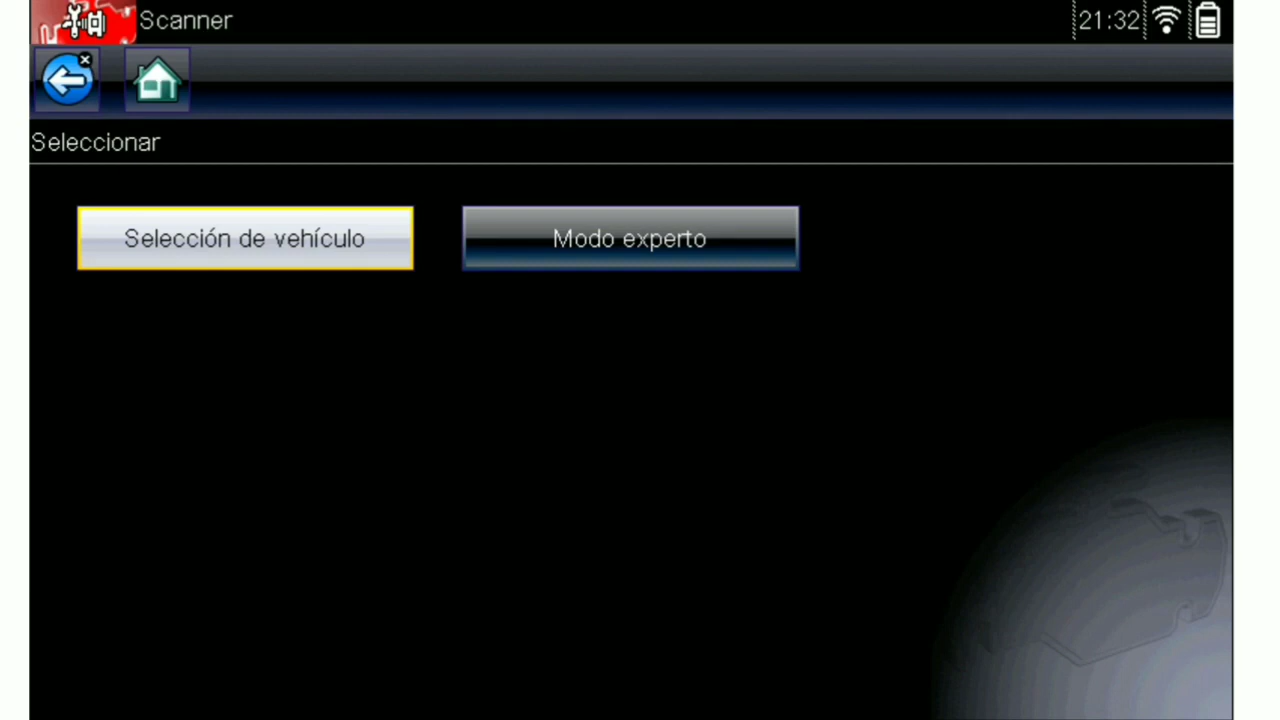 Scanner
21:32
Seleccionar
Selección de vehículo
Modo experto